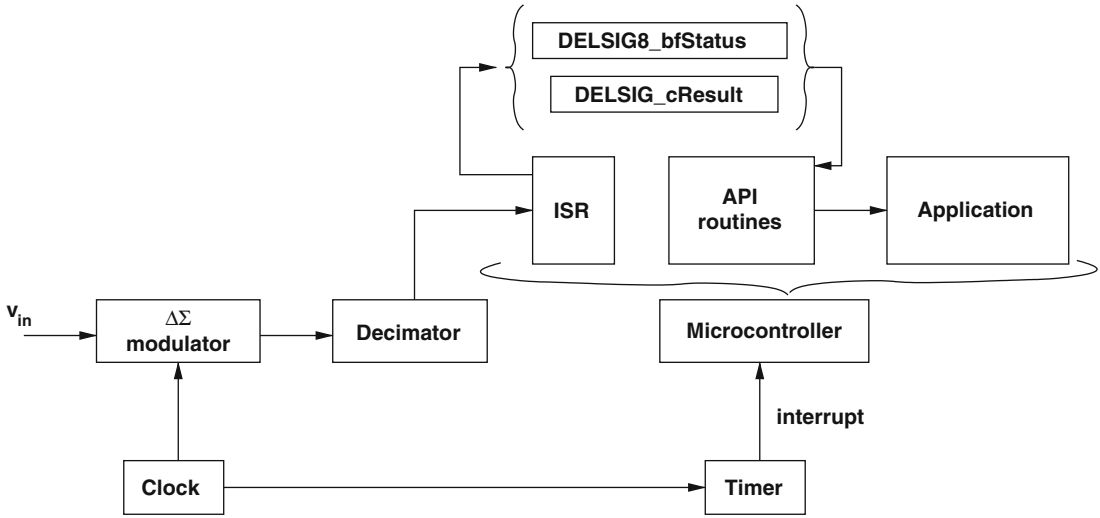 DELSIG8_bfStatus
DELSIG_cResult
ISR
API
routines
Application
v_in
ΔΣ
modulator
Decimator
Microcontroller
interrupt
Clock
Timer